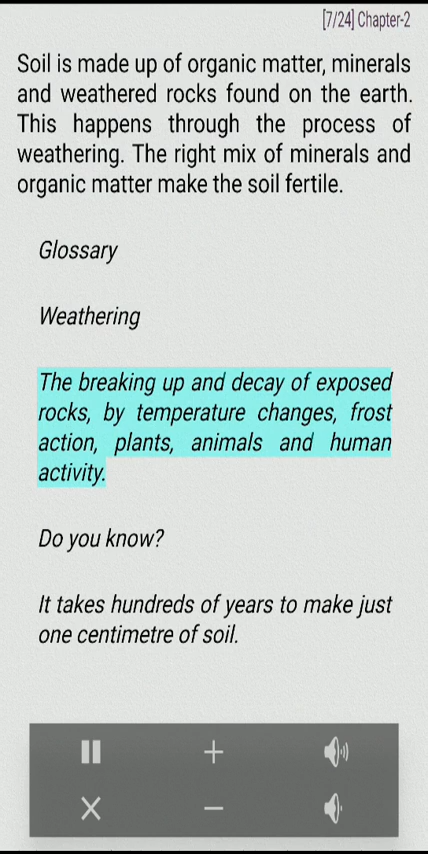 [7/24] Chapter-2
Soil is made up of organic matter, minerals
and weathered rocks found on the earth.
This happens through the process of
weathering. The right mix of minerals and
organic matter make the soil fertile.
Glossary
Weathering
The breaking up and decay of exposed
rocks, by temperature changes, frost
action, plants, animals and human
activity.
Do you know?
It takes hundreds of years to make just
one centimetre of soil.